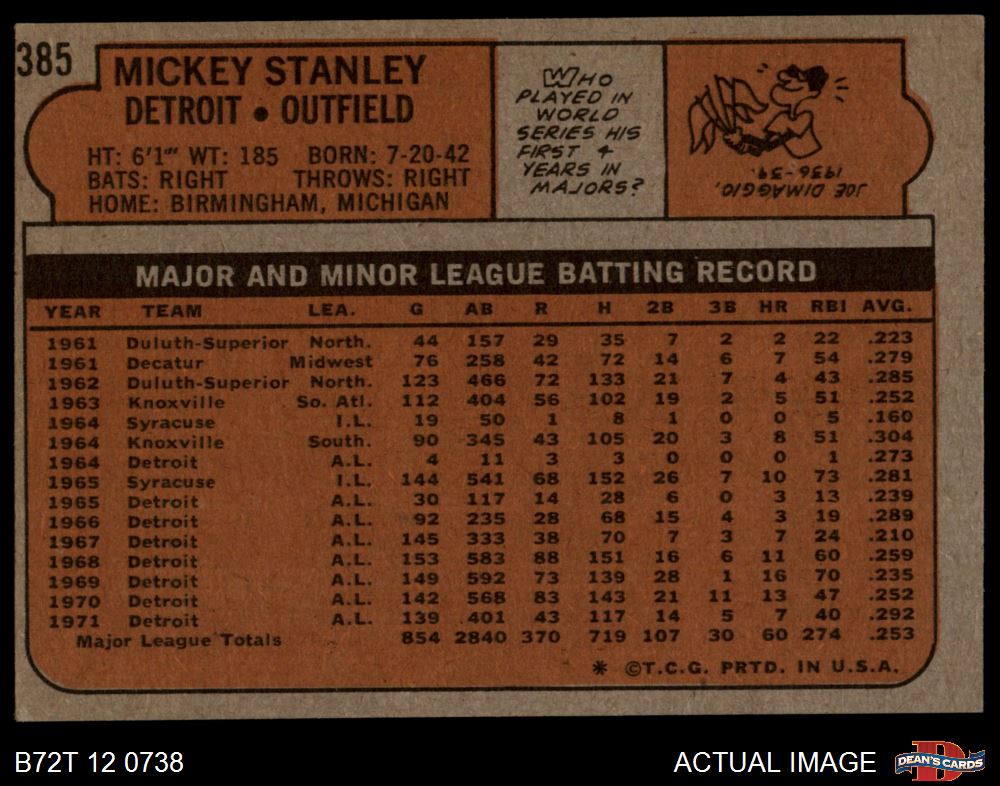 385
MICKEY STANLEY
DETROIT • OUTFIELD
HT: 6'1"' WT: 185 BORN: 7-20-42
BATS: RIGHT THROWS: RIGHT
HOME: BIRMINGHAM, MICHIGAN
WHO
PLAYED IN
WORLD
SERIES HIS
FIRST 4
YEARS IN
MAJORS?
JOE DIMAGGIO,
1936-39.
MAJOR AND MINOR LEAGUE BATTING RECORD
YEAR TEAM LEA. G AB R H 2B 3B HR RBI AVG.
1961 Duluth-Superior North. 44 157 29 35 7 2 2 22 .223
1961 Decatur Midwest 76 258 42 72 14 6 7 54 .279
1962 Duluth-Superior North. 123 466 72 133 21 7 4 43 .285
1963 Knoxville So. Atl. 112 404 56 102 19 2 5 51 .252
1964 Syracuse I.L. 19 50 1 8 1 0 0 5 .160
1964 Knoxville South. 90 345 43 105 20 3 8 51 .304
1964 Detroit A.L. 4 11 3 3 0 0 0 1 .273
1965 Syracuse I.L. 144 541 68 152 26 7 10 73 .281
1965 Detroit A.L. 30 117 14 28 6 0 3 13 .239
1966 Detroit A.L. 92 235 28 68 15 4 3 19 .289
1967 Detroit A.L. 145 333 38 70 7 3 7 24 .210
1968 Detroit A.L. 153 583 88 151 16 6 11 60 .259
1969 Detroit A.L. 149 592 73 139 28 1 16 70 .235
1970 Detroit A.L. 142 568 83 143 21 11 13 47 .252
1971 Detroit A.L. 139 401 43 117 14 5 7 40 .292
Major League Totals 854 2840 370 719 107 30 60 274 .253
* ©T.C.G. PRTD. IN U.S.A.
B72T 12 0738
ACTUAL IMAGE
DEAN'S CARDS